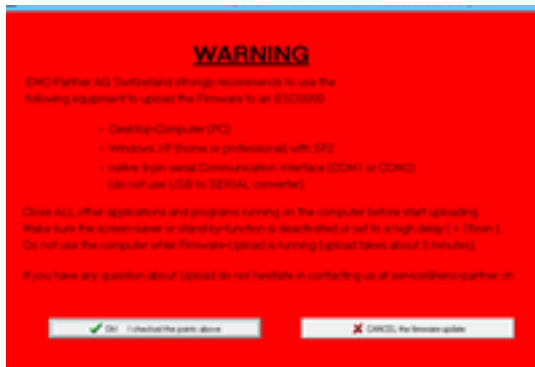 WARNING
EMC-Partner AG Switzerland strongly recommends to use the
following equipment to upload the Firmware to an ESD3000:
- Desktop-Computer (PC)
- Windows XP (home or professional) with SP2
- native 9-pin serial Communication Interface (COM1 or COM2)
(do not use USB to SERIAL converter)
Close ALL other applications and programs running on the computer before start uploading.
Make sure the screen-saver or stand-by-function is deactivated or set to a high delay ( > 15min ).
Do not use the computer while Firmware-Upload is running (upload takes about 3 minutes).
If you have any question about Upload do not hesitate in contacting us at service@emc-partner.ch
OK! I checked the points above
CANCEL the firmware update